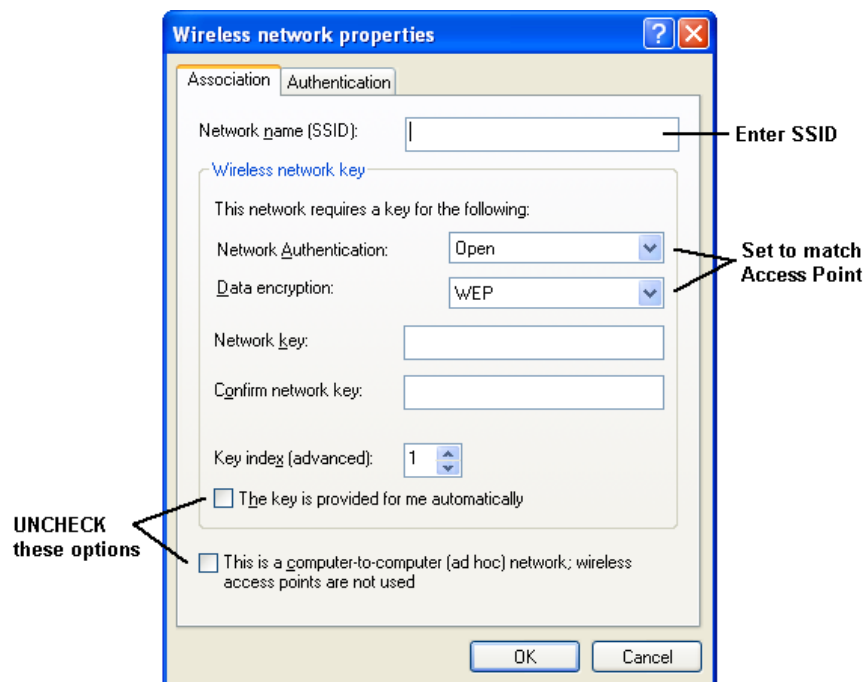 Wireless network properties
Association
Authentication
Network name (SSID):
Enter SSID
Wireless network key
This network requires a key for the following:
Network Authentication:
Open
Data encryption:
WEP
Set to match
Access Point
Network key:
Confirm network key:
Key index (advanced):
1
The key is provided for me automatically
UNCHECK
these options
This is a computer-to-computer (ad hoc) network; wireless
access points are not used
OK
Cancel